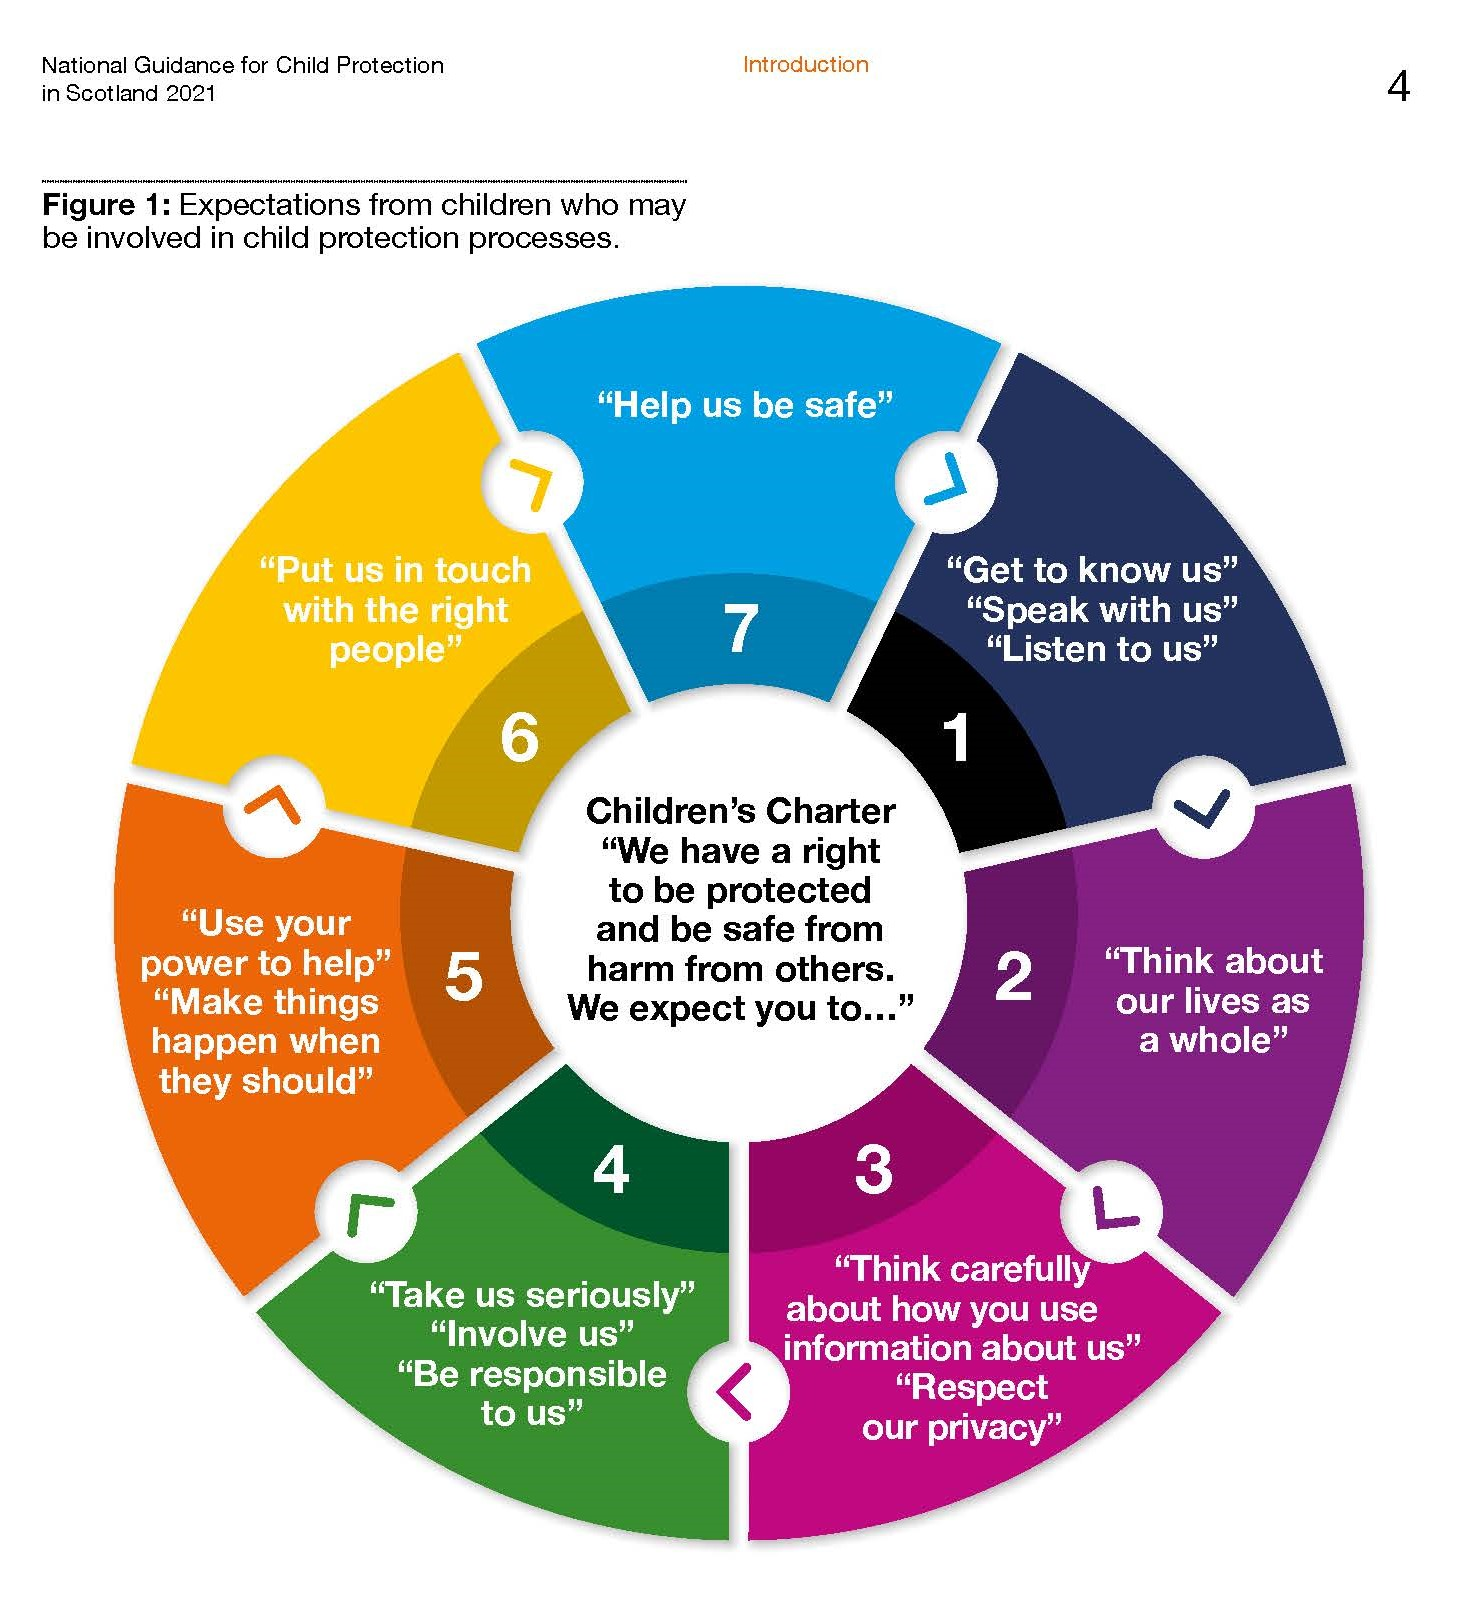 National Guidance for Child Protection
in Scotland 2021
Introduction
4
Figure 1: Expectations from children who may
be involved in child protection processes.
“Help us be safe”
7
“Get to know us”
“Speak with us”
“Listen to us”
1
“Think about
our lives as
a whole”
2
“Think carefully
about how you use
information about us”
“Respect
our privacy”
3
“Take us seriously”
“Involve us”
“Be responsible
to us”
4
“Use your
power to help”
“Make things
happen when
they should”
5
“Put us in touch
with the right
people”
6
Children’s Charter
“We have a right
to be protected
and be safe from
harm from others.
We expect you to...”